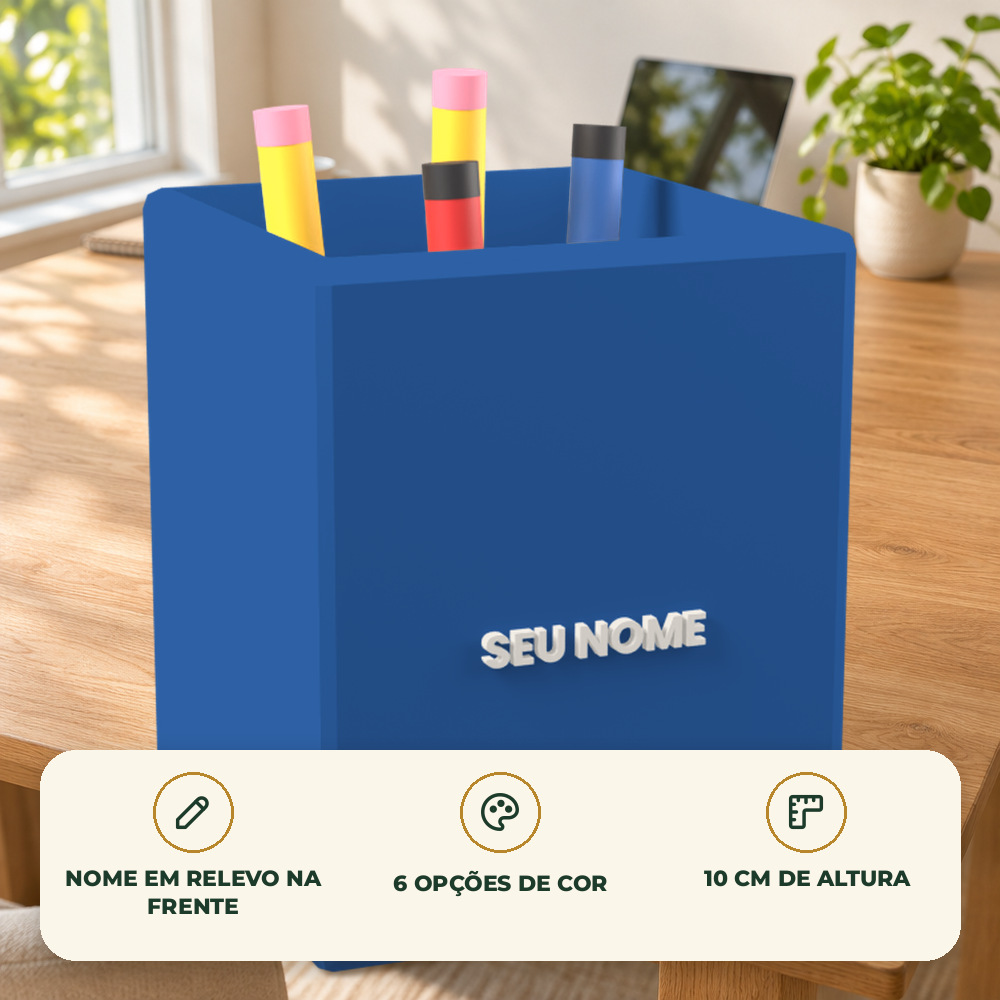 SEU NOME
NOME EM RELEVO NA
FRENTE
6 OPÇÕES DE COR
10 CM DE ALTURA